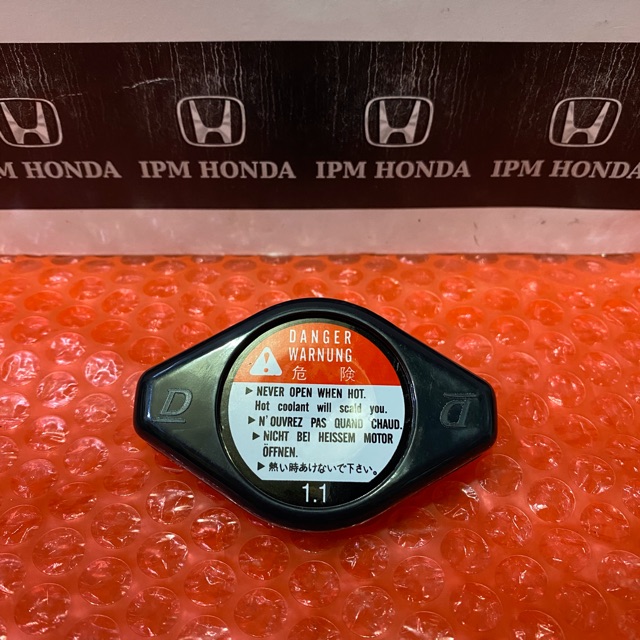 IPM HONDA IPM HONDA IPM HONDA IPM HONDA
DANGER
WARNUNG
危 険
▶ NEVER OPEN WHEN HOT.
Hot coolant will scald you.
▶ N'OUVREZ PAS QUAND CHAUD.
▶ NICHT BEI HEISSEM MOTOR
ÖFFNEN.
▶ 熱い時あけないで下さい。
D D
1.1